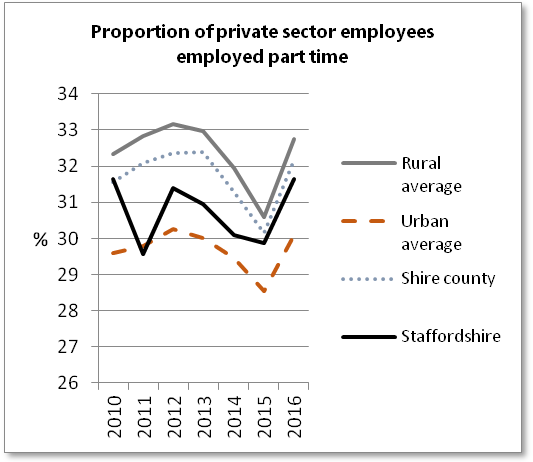 Proportion of private sector employees
employed part time
34
33
32
31
30
29
28
27
26
%
2010
2011
2012
2013
2014
2015
2016
Rural
average
Urban
average
Shire county
Staffordshire